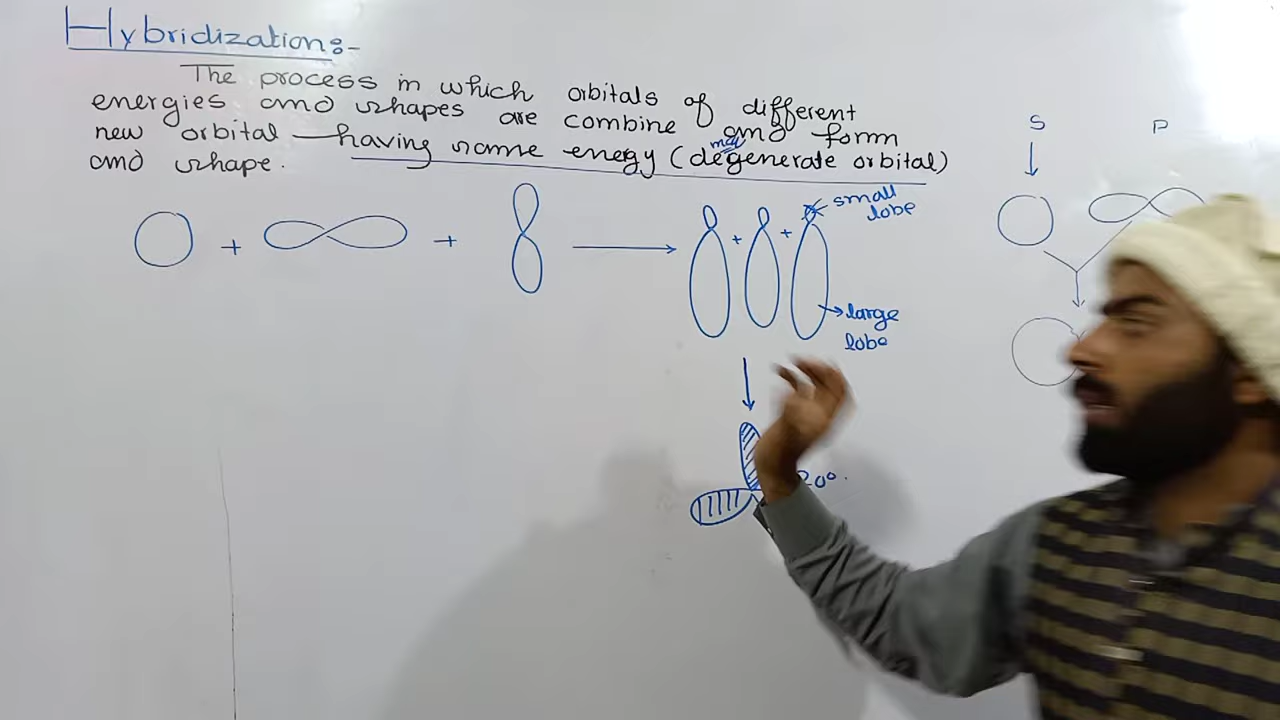 Hybridization:-
The process in which orbitals of different
energies and shapes are combine and form
new orbital having same energy (degenerate orbital)
and shape.
S P
+ + + + small
lobe
large
lobe
20°.